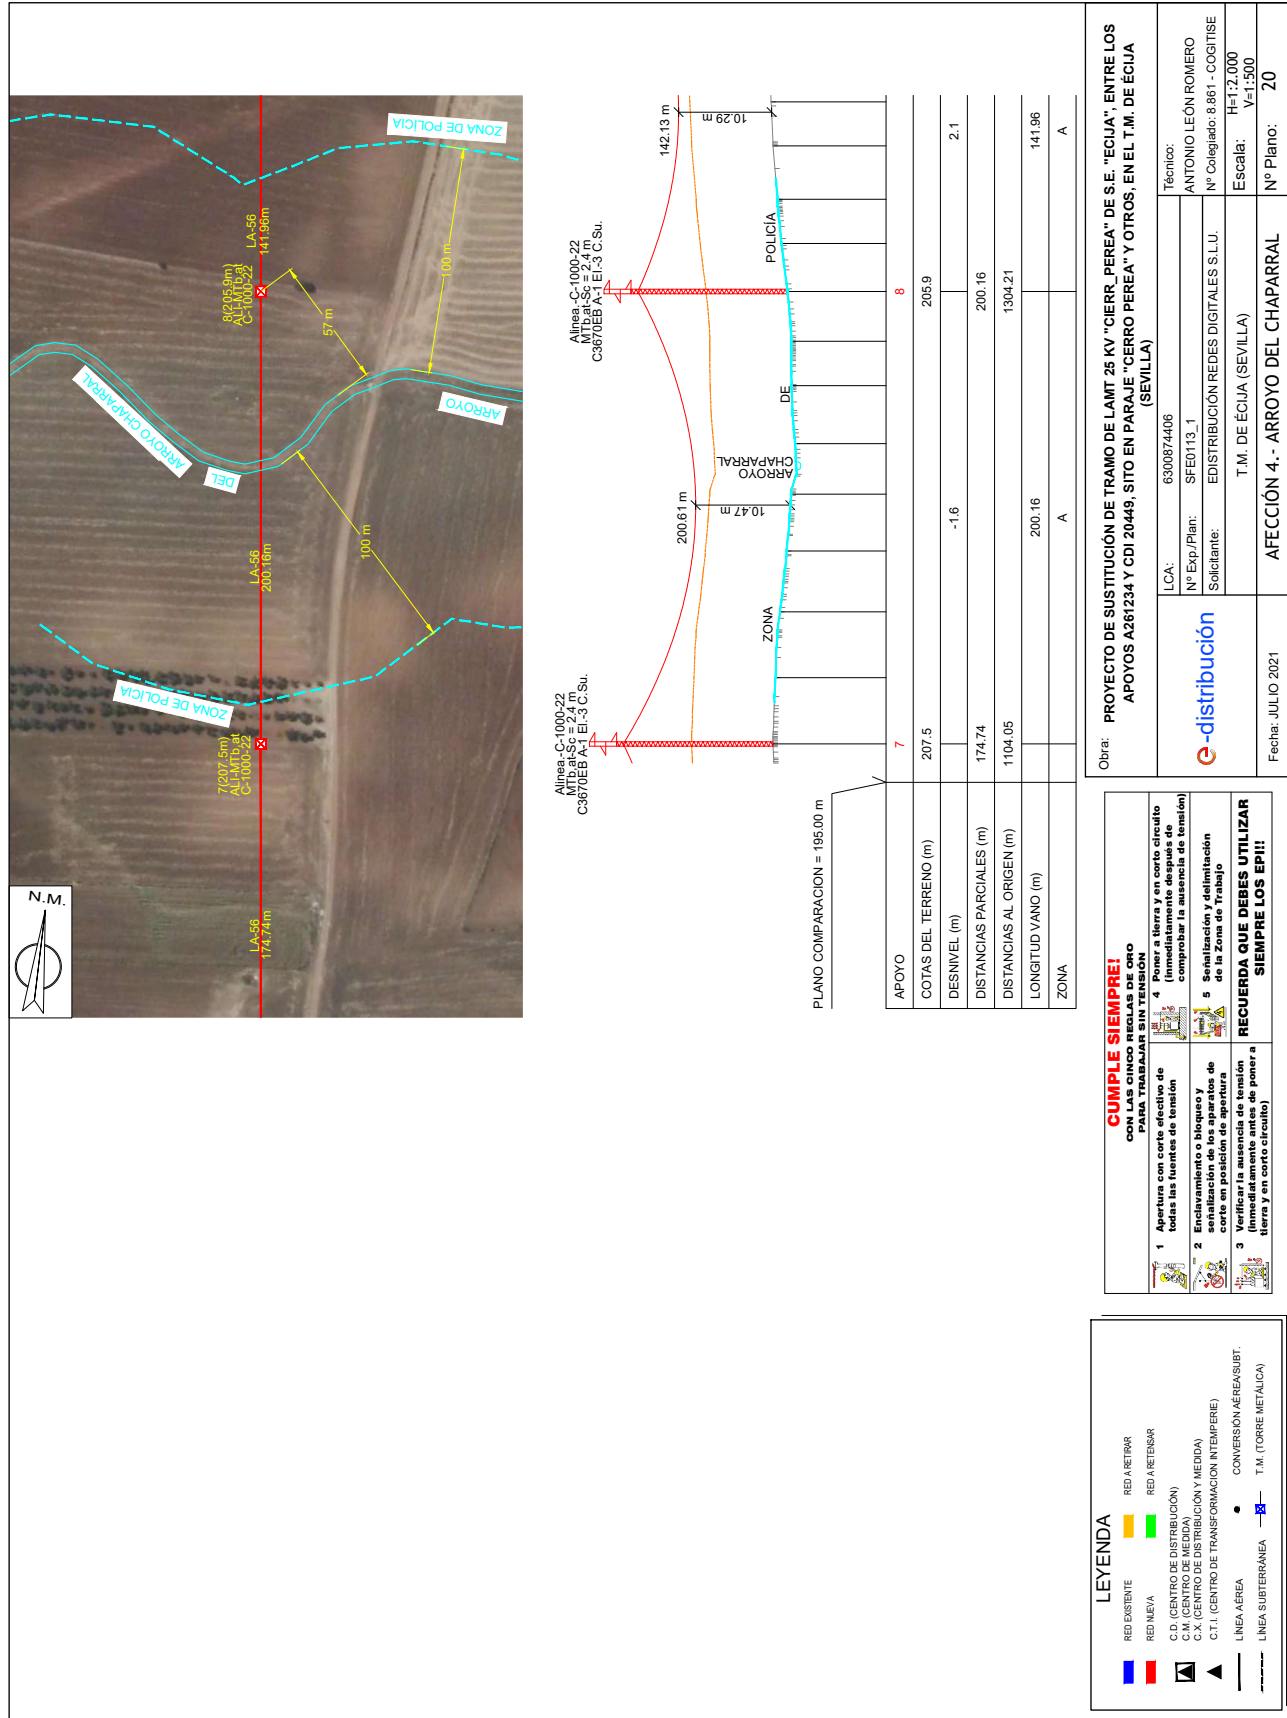 N.M.
LA-56
174.74m
7(207.5m)
ALI-MTb.at
C-1000-22
LA-56
200.16m
8(205.9m)
ALI-MTb.at
C-1000-22
LA-56
141.96m
ZONA DE POLICÍA
ARROYO CHAPARRAL
DEL
ARROYO
ZONA DE POLICÍA
100 m
57 m
100 m
Alinea.-C-1000-22
MTb.at-Sc = 2,4 m
C3670EB A-1 El.-3 C.Su.
Alinea.-C-1000-22
MTb.at-Sc = 2,4 m
C3670EB A-1 El.-3 C.Su.
200.61 m
142.13 m
10.47 m
10.29 m
ZONA
DE
POLICÍA
ARROYO
CHAPARRAL
PLANO COMPARACION = 195.00 m
APOYO 7 8
COTAS DEL TERRENO (m) 207.5 205.9
DESNIVEL (m) -1.6 2.1
DISTANCIAS PARCIALES (m) 174.74 200.16
DISTANCIAS AL ORIGEN (m) 1104.05 1304.21
LONGITUD VANO (m) 200.16 141.96
ZONA A A
LEYENDA
RED EXISTENTE
RED A RETIRAR
RED NUEVA
RED A RETENSAR
C.D. (CENTRO DE DISTRIBUCIÓN)
C.M. (CENTRO DE MEDIDA)
C.X. (CENTRO DE DISTRIBUCIÓN Y MEDIDA)
C.T.I. (CENTRO DE TRANSFORMACION INTEMPERIE)
LÍNEA AÉREA
CONVERSIÓN AÉREA/SUBT.
LÍNEA SUBTERRÁNEA
T.M. (TORRE METÁLICA)
CUMPLE SIEMPRE!
CON LAS CINCO REGLAS DE ORO
PARA TRABAJAR SIN TENSIÓN
1 Apertura con corte efectivo de
todas las fuentes de tensión
2 Enclavamiento o bloqueo y
señalización de los aparatos de
corte en posición de apertura
3 Verificar la ausencia de tensión
(inmediatamente antes de poner a
tierra y en corto circuito)
4 Poner a tierra y en corto circuito
(inmediatamente después de
comprobar la ausencia de tensión)
5 Señalización y delimitación
de la Zona de Trabajo
RECUERDA QUE DEBES UTILIZAR
SIEMPRE LOS EPI!!
Obra: PROYECTO DE SUSTITUCIÓN DE TRAMO DE LAMT 25 KV "CIERR_PEREA" DE S.E. "ECIJA", ENTRE LOS
APOYOS A261234 Y CDI 20449, SITO EN PARAJE "CERRO PEREA" Y OTROS, EN EL T.M. DE ÉCIJA
(SEVILLA)
e-distribución
LCA: 6300874406
Nº Exp./Plan: SFE0113_1
Solicitante: EDISTRIBUCIÓN REDES DIGITALES S.L.U.
T.M. DE ÉCIJA (SEVILLA)
Técnico:
ANTONIO LEÓN ROMERO
Nº Colegiado: 8.861 - COGITISE
Escala: H=1:2.000
V=1:500
Fecha: JULIO 2021
AFECCIÓN 4.- ARROYO DEL CHAPARRAL
Nº Plano: 20